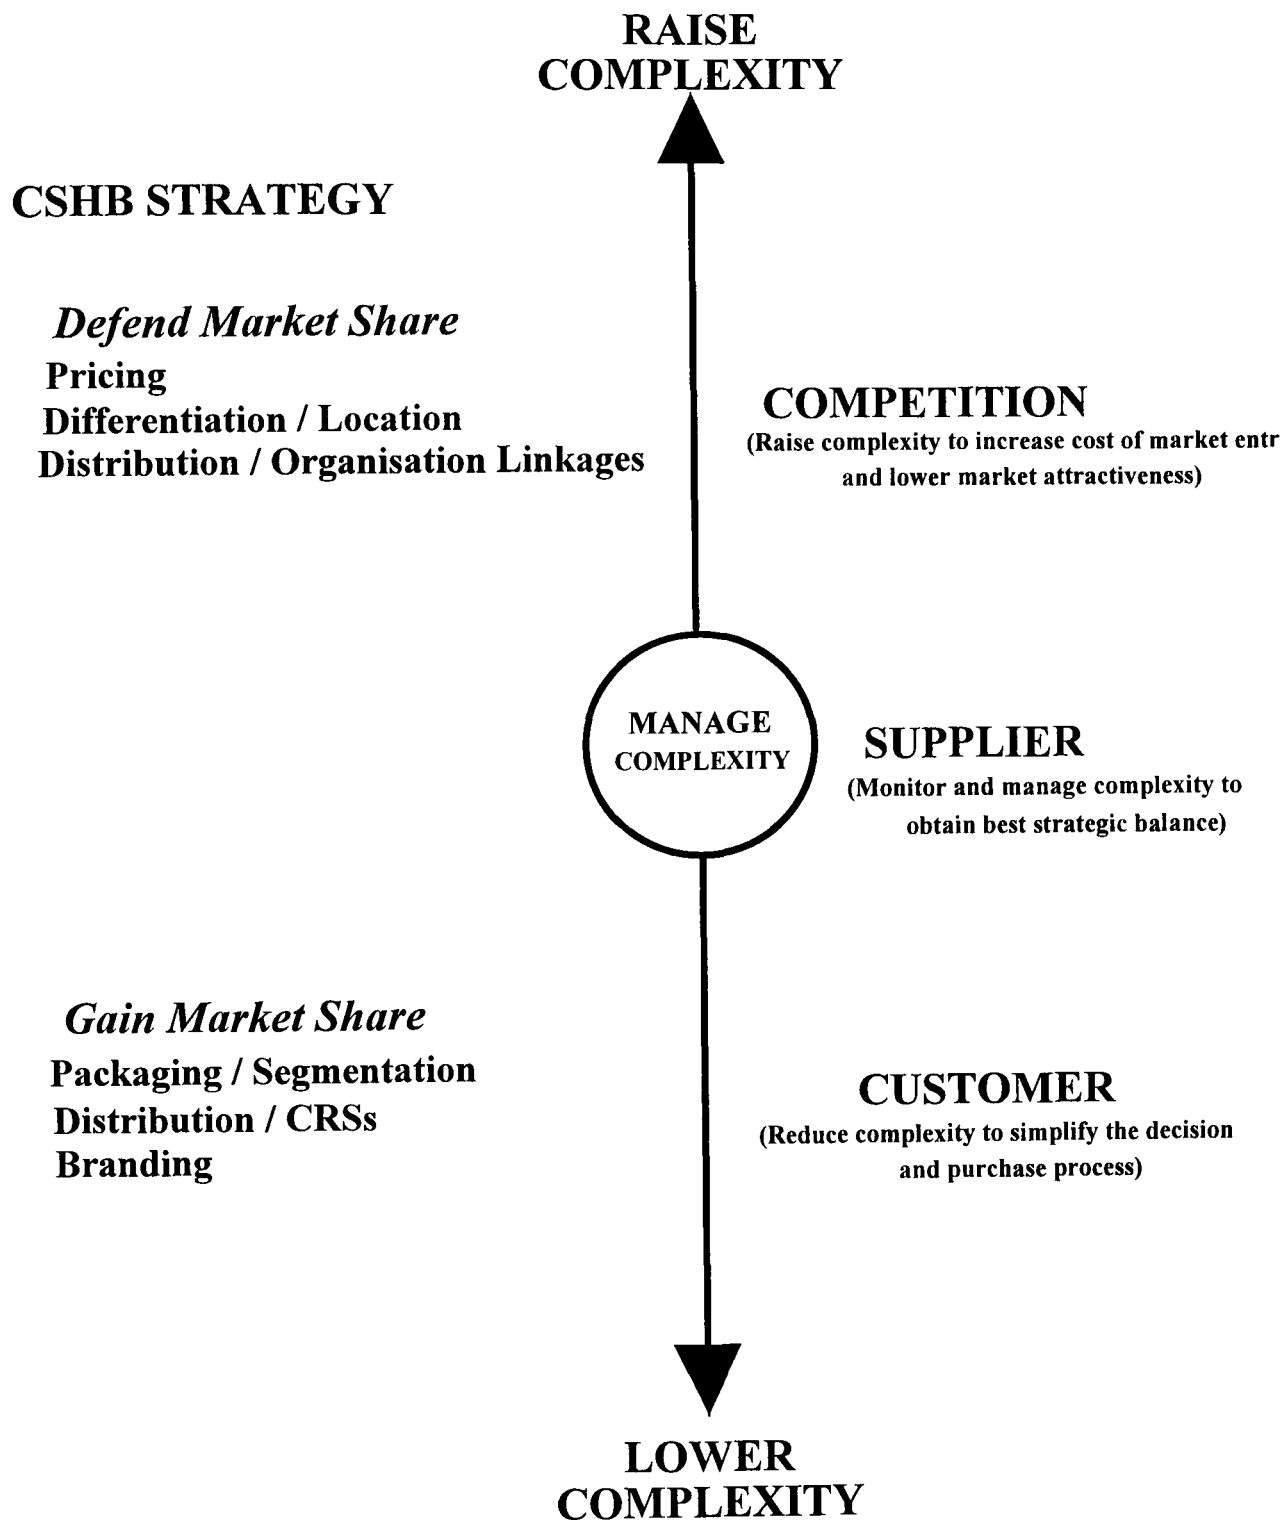 RAISE
COMPLEXITY
CSHB STRATEGY
Defend Market Share
Pricing
Differentiation / Location
Distribution / Organisation Linkages
COMPETITION
(Raise complexity to increase cost of market entr
and lower market attractiveness)
MANAGE
COMPLEXITY
SUPPLIER
(Monitor and manage complexity to
obtain best strategic balance)
Gain Market Share
Packaging / Segmentation
Distribution / CRSs
Branding
CUSTOMER
(Reduce complexity to simplify the decision
and purchase process)
LOWER
COMPLEXITY